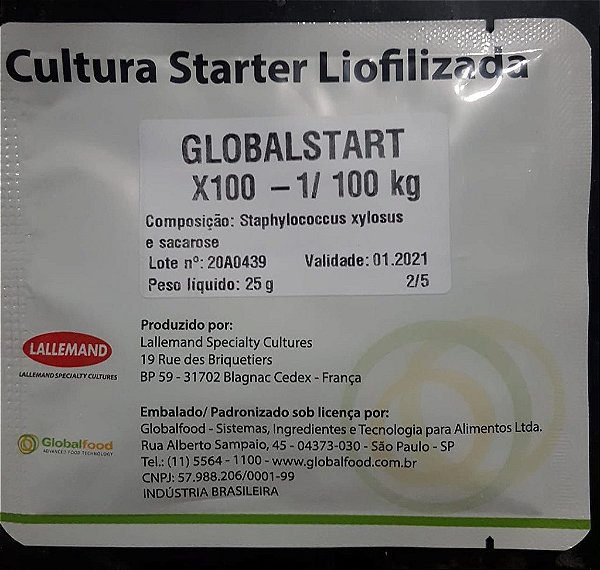 Cultura Starter Liofilizada
GLOBALSTART
X100 – 1/ 100 kg
Composição: Staphylococcus xylosus
e sacarose
Lote nº: 20A0439 Validade: 01.2021
Peso líquido: 25 g 2/5
Produzido por:
Lallemand Specialty Cultures
19 Rue des Briquetiers
BP 59 - 31702 Blagnac Cedex - França
LALLEMAND
LALLEMAND SPECIALTY CULTURES
Embalado/ Padronizado sob licença por:
Globalfood - Sistemas, Ingredientes e Tecnologia para Alimentos Ltda.
Rua Alberto Sampaio, 45 - 04373-030 - São Paulo - SP
Tel.: (11) 5564 - 1100 - www.globalfood.com.br
CNPJ: 57.988.206/0001-99
INDÚSTRIA BRASILEIRA
Globalfood
ADVANCED FOOD TECHNOLOGY